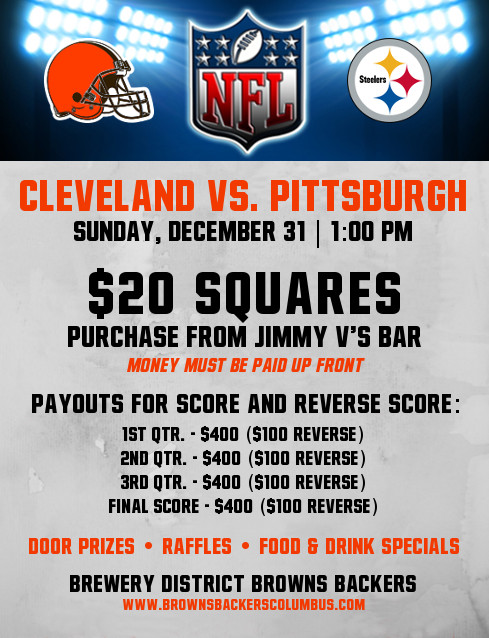 NFL
Steelers
CLEVELAND VS. PITTSBURGH
SUNDAY, DECEMBER 31 | 1:00 PM
$20 SQUARES
PURCHASE FROM JIMMY V'S BAR
MONEY MUST BE PAID UP FRONT
PAYOUTS FOR SCORE AND REVERSE SCORE:
1ST QTR. - $400 ($100 REVERSE)
2ND QTR. - $400 ($100 REVERSE)
3RD QTR. - $400 ($100 REVERSE)
FINAL SCORE - $400 ($100 REVERSE)
DOOR PRIZES • RAFFLES • FOOD & DRINK SPECIALS
BREWERY DISTRICT BROWNS BACKERS
WWW.BROWNSBACKERSCOLUMBUS.COM